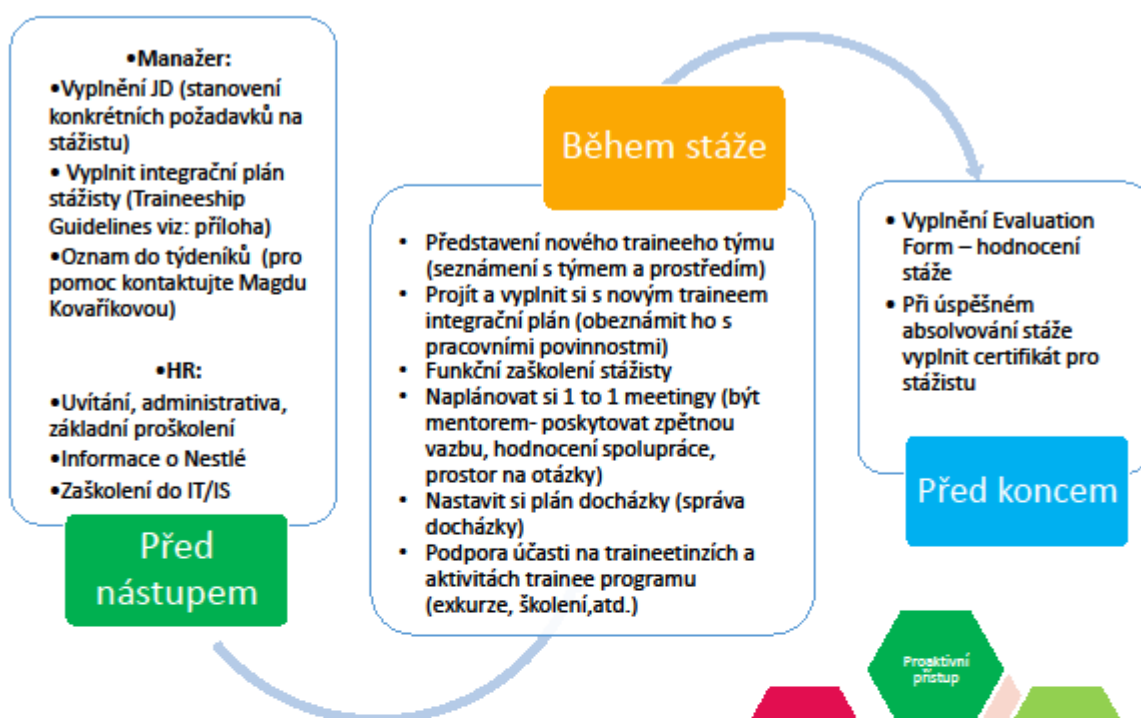 •Manažer:
•Vyplnění JD (stanovení
konkrétních požadavků na
stážistu)
• Vyplnit integrační plán
stážisty (Traineeship
Guidelines viz: příloha)
•Oznam do týdeníků (pro
pomoc kontaktujte Magdu
Kovaříkovou)
•HR:
•Uvítání, administrativa,
základní proškolení
•Informace o Nestlé
•Zaškolení do IT/IS
Před
nástupem
Během stáže
• Představení nového traineeho týmu
(seznámení s týmem a prostředím)
• Projít a vyplnit si s novým traineem
integrační plán (obeznámit ho s
pracovními povinnostmi)
• Funkční zaškolení stážisty
• Naplánovat si 1 to 1 meetingy (být
mentorem- poskytovat zpětnou
vazbu, hodnocení spolupráce,
prostor na otázky)
• Nastavit si plán docházky (správa
docházky)
• Podpora účasti na traineetinzích a
aktivitách trainee programu
(exkurze, školení,atd.)
• Vyplnění Evaluation
Form – hodnocení
stáže
• Při úspěšném
absolvování stáže
vyplnit certifikát pro
stážistu
Před koncem
Proaktivní
přístup